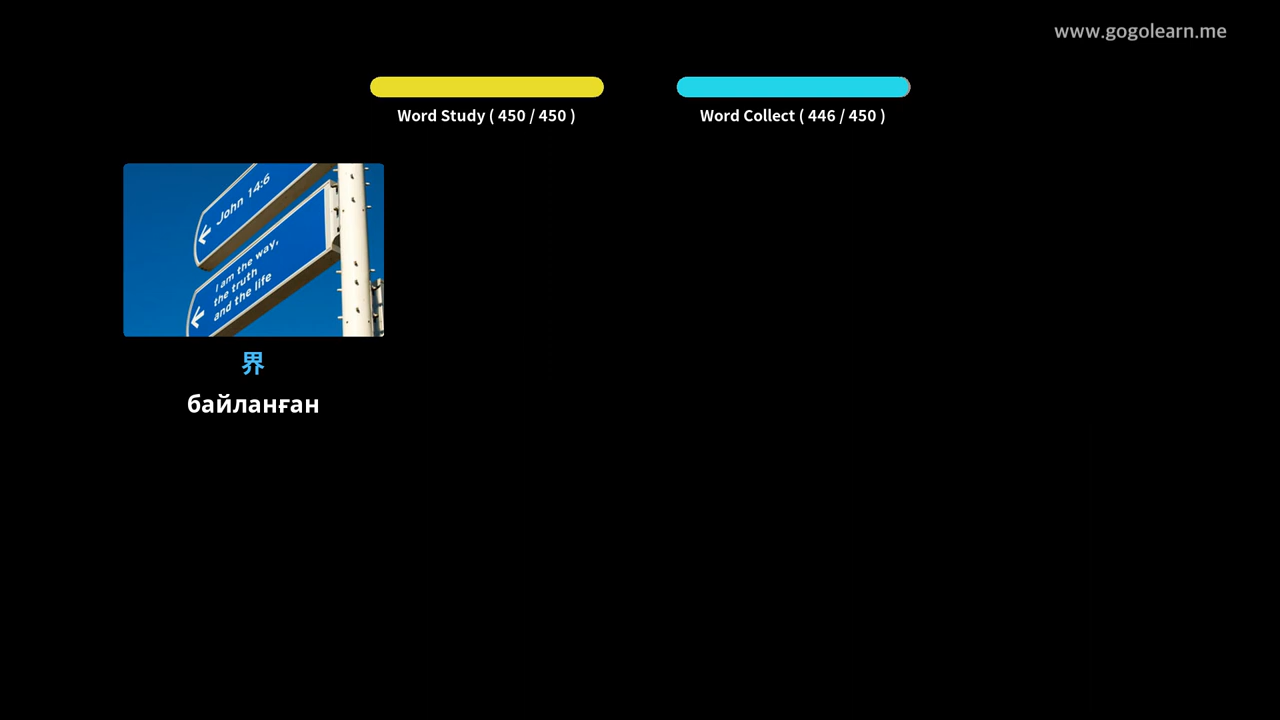 www.gogolearn.me
Word Study ( 450 / 450 )
Word Collect ( 446 / 450 )
John 14:6
I am the way,
the truth
and the life
界
байланған